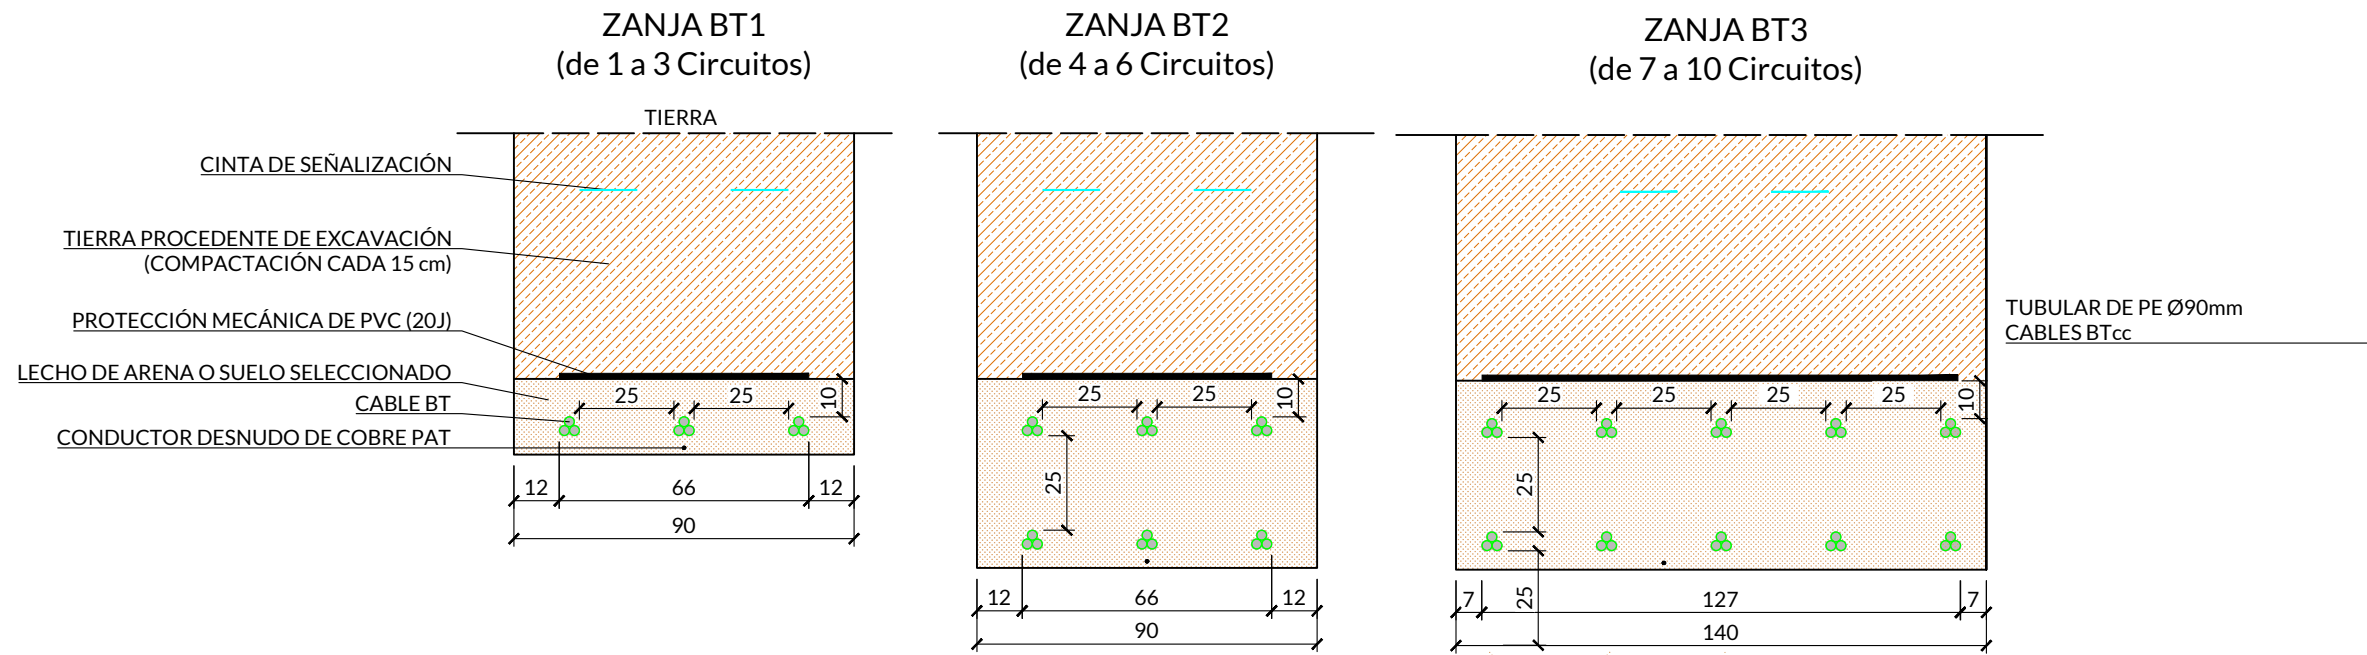 ZANJA BT1
(de 1 a 3 Circuitos)
ZANJA BT2
(de 4 a 6 Circuitos)
ZANJA BT3
(de 7 a 10 Circuitos)
TIERRA
CINTA DE SEÑALIZACIÓN
TIERRA PROCEDENTE DE EXCAVACIÓN
(COMPACTACIÓN CADA 15 cm)
PROTECCIÓN MECÁNICA DE PVC (20J)
LECHO DE ARENA O SUELO SELECCIONADO
CABLE BT
CONDUCTOR DESNUDO DE COBRE PAT
25
25
10
12
66
12
90
25
25
10
25
12
66
12
90
25
25
25
25
10
25
25
7
127
7
140
TUBULAR DE PE Ø90mm
CABLES BTcc